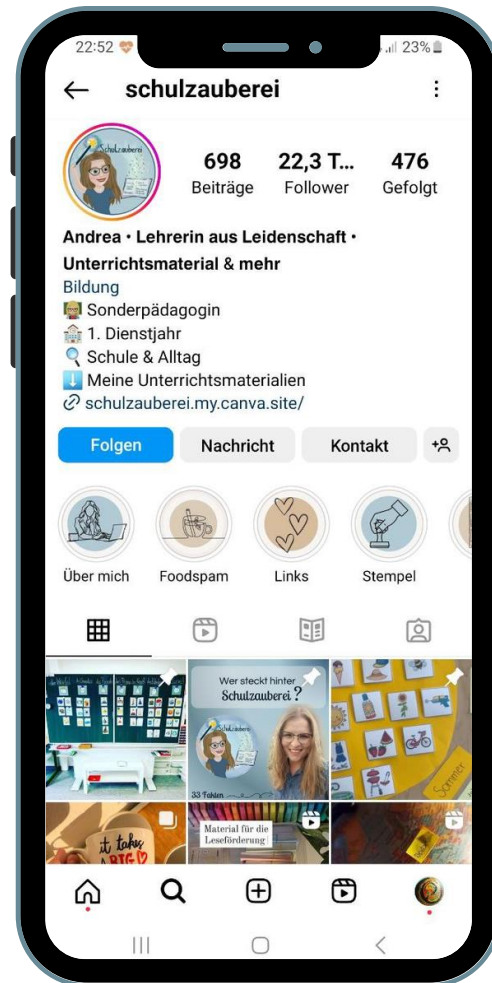 22:52
23%
schulzauberei
Schulzauberei
698
Beiträge
22,3 T...
Follower
476
Gefolgt
Andrea • Lehrerin aus Leidenschaft •
Unterrichtsmaterial & mehr
Bildung
Sonderpädagogin
1. Dienstjahr
Schule & Alltag
Meine Unterrichtsmaterialien
schulzauberei.my.canva.site/
Folgen
Nachricht
Kontakt
Über mich
Foodspam
Links
Stempel
Wer steckt hinter
Schulzauberei ?
Schulzauberei
33 Fakten
Sommer
it takes
A BIG
Material für die
Leseförderung